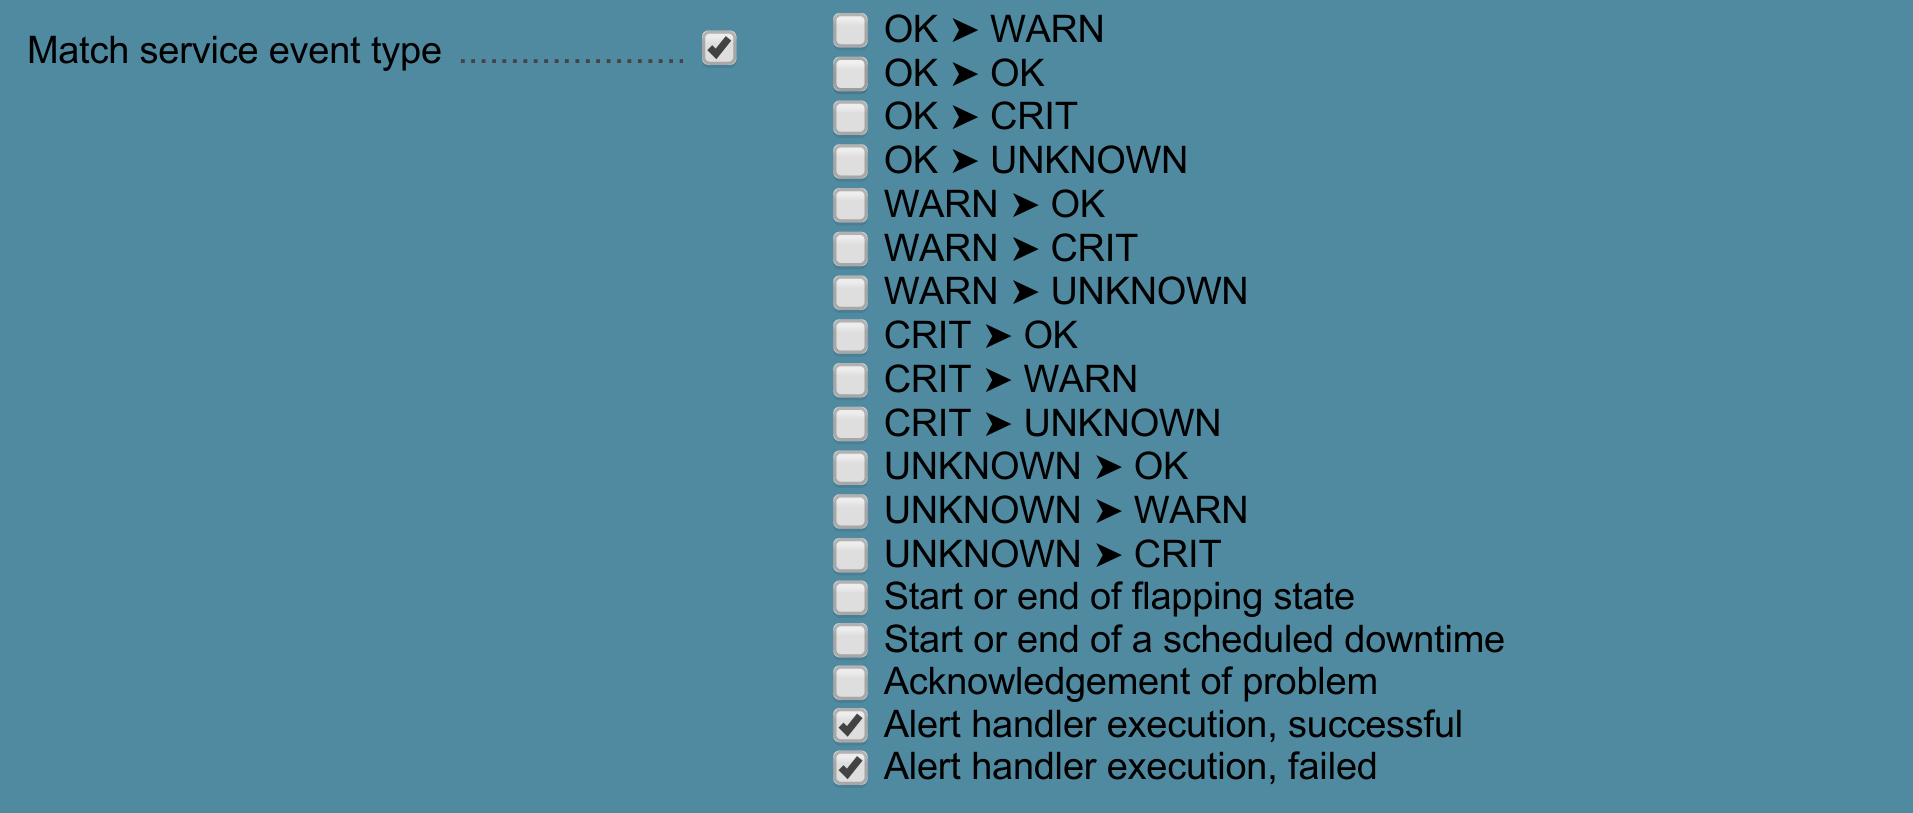 Match service event type ......................
OK ➤ WARN
OK ➤ OK
OK ➤ CRIT
OK ➤ UNKNOWN
WARN ➤ OK
WARN ➤ CRIT
WARN ➤ UNKNOWN
CRIT ➤ OK
CRIT ➤ WARN
CRIT ➤ UNKNOWN
UNKNOWN ➤ OK
UNKNOWN ➤ WARN
UNKNOWN ➤ CRIT
Start or end of flapping state
Start or end of a scheduled downtime
Acknowledgement of problem
Alert handler execution, successful
Alert handler execution, failed